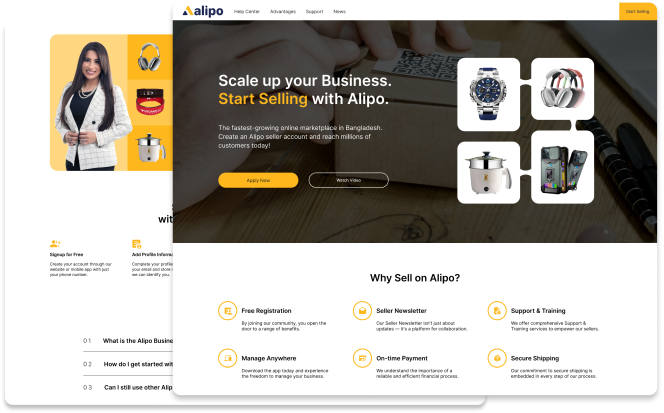 alipo
Help Center
Advantages
Support
News
Start Selling
Scale up your Business.
Start Selling with Alipo.
The fastest-growing online marketplace in Bangladesh.
Create an Alipo seller account and reach millions of
customers today!
Apply Now
Watch Video
Why Sell on Alipo?
Free Registration
By joining our community, you open
the door to a range of benefits.
Seller Newsletter
Our Seller Newsletter isn't just about
updates — it's a platform for collaboration.
Support & Training
We offer comprehensive Support &
Training services to empower our sellers.
Manage Anywhere
Download the app today and experience
the freedom to manage your business.
On-time Payment
We understand the importance of a
reliable and efficient financial process.
Secure Shipping
Our commitment to secure shipping is
embedded in every step of our process.
wit
Signup for Free
Create your account through our
website or mobile app with just
your phone number.
Add Profile Informa
Complete your profile
your email and store
we can identify you.
01 What is the Alipo Busine
02 How do I get started wit
03 Can I still use other Alip